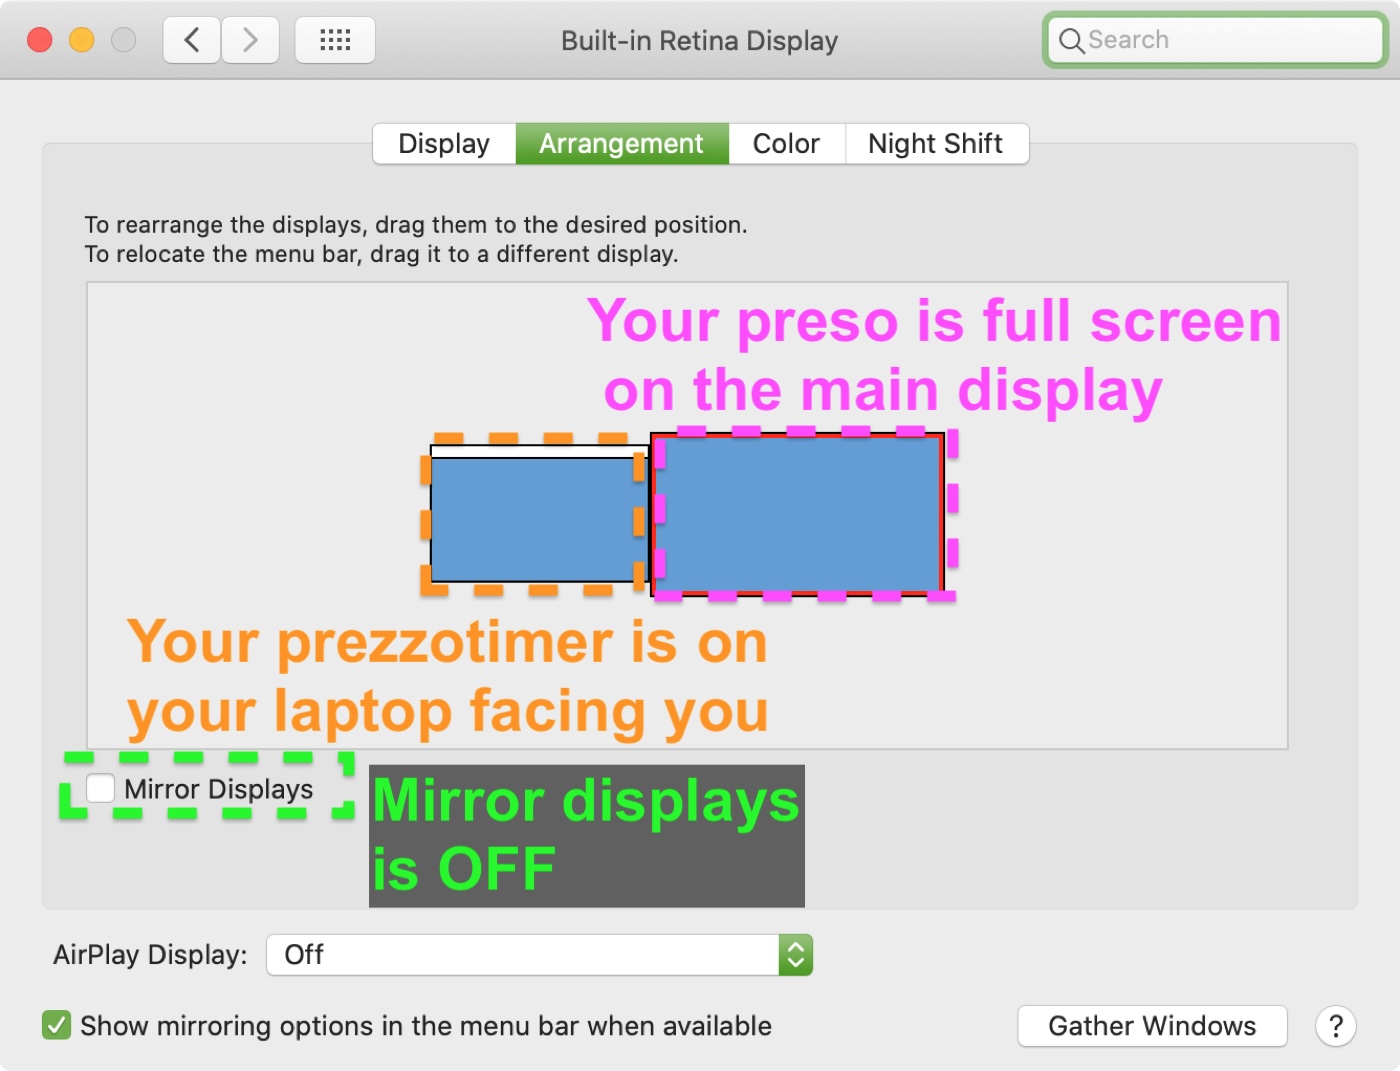 Built-in Retina Display
Search
Display
Arrangement
Color
Night Shift
To rearrange the displays, drag them to the desired position.
To relocate the menu bar, drag it to a different display.
Your preso is full screen
on the main display
Your prezzotimer is on
your laptop facing you
Mirror Displays
Mirror displays
is OFF
AirPlay Display:
Off
Show mirroring options in the menu bar when available
Gather Windows
?